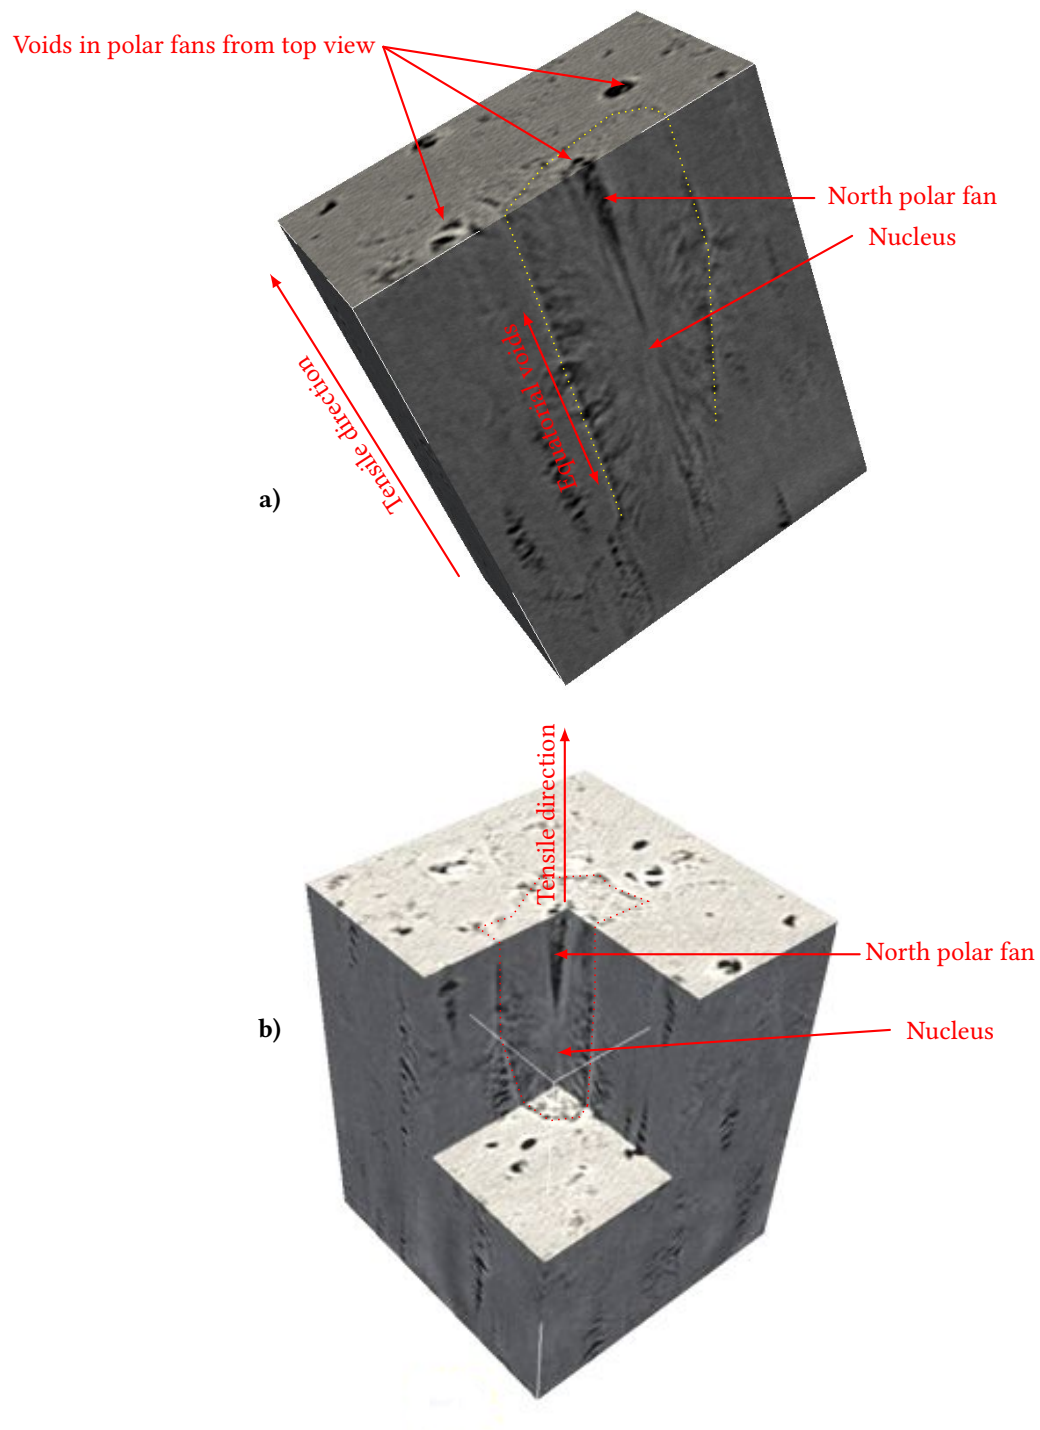 Voids in polar fans from top view
North polar fan
Nucleus
Equatorial voids
Tensile direction
a)
Tensile direction
North polar fan
Nucleus
b)